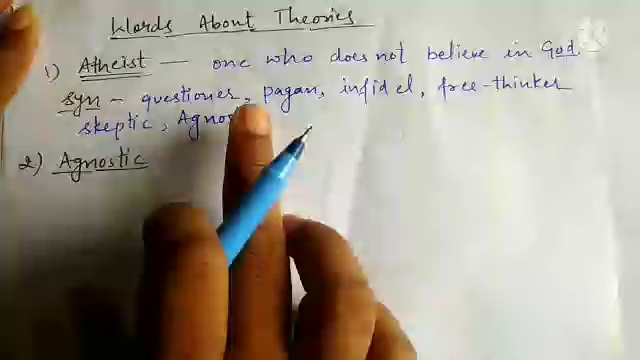 Words About Theories
1) Atheist — one who does not believe in God
syn - questioner, pagan, infidel, free-thinker
skeptic,
2) Agnostic